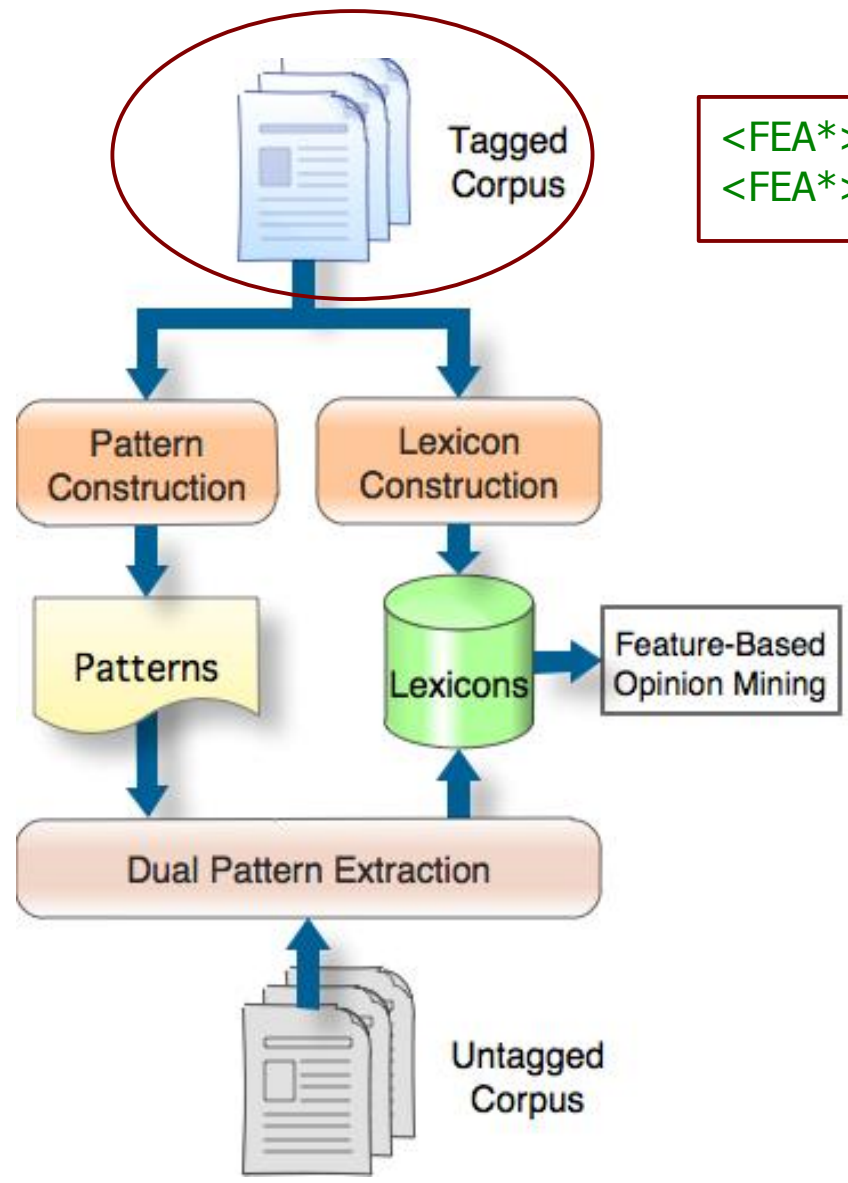 Tagged
Corpus
<FEA*>
<FEA*>
Pattern
Construction
Lexicon
Construction
Patterns
Lexicons
Feature-Based
Opinion Mining
Dual Pattern Extraction
Untagged
Corpus